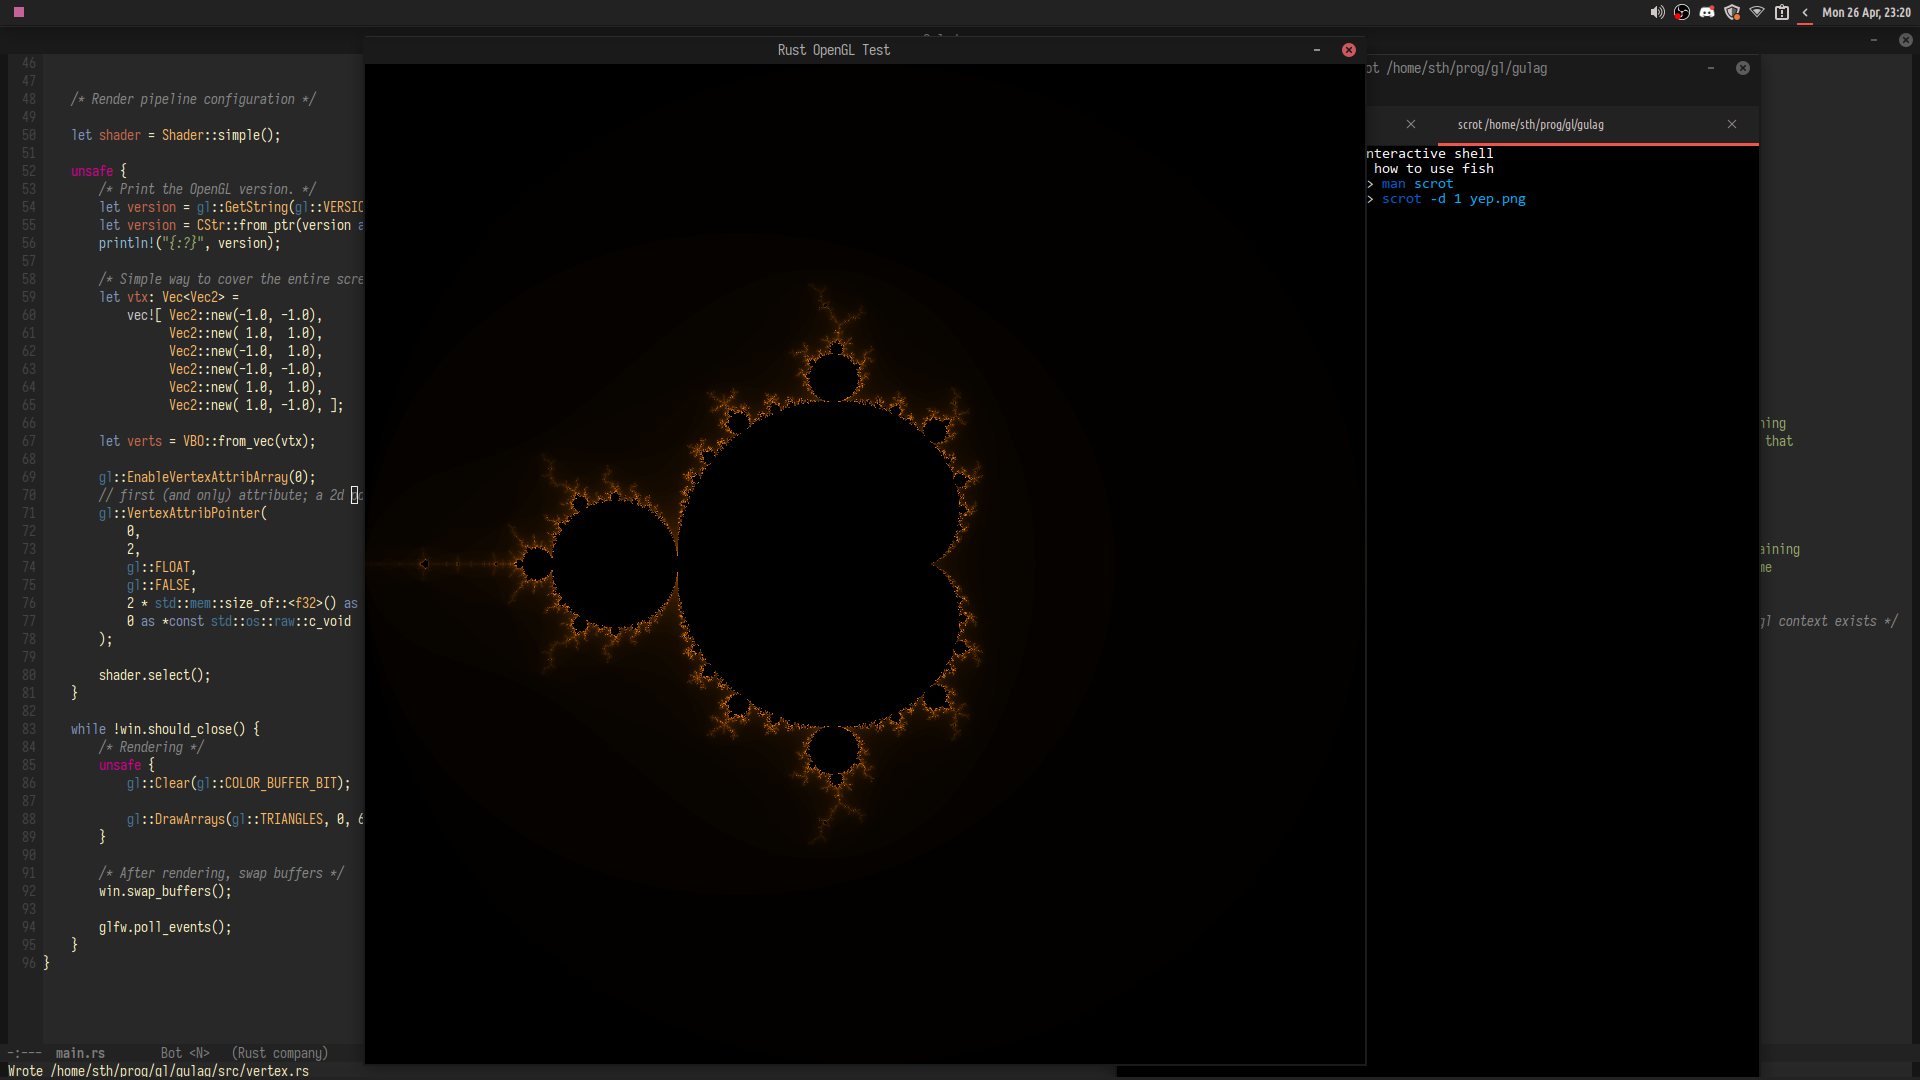 Mon 26 Apr, 23:20
Rust OpenGL Test
/home/sth/prog/gl/gulag
scrot /home/sth/prog/gl/gulag
nteractive shell
how to use fish
> man scrot
> scrot -d 1 yep.png
46
47
48 /* Render pipeline configuration */
49
50 let shader = Shader::simple();
51
52 unsafe {
53 /* Print the OpenGL version. */
54 let version = gl::GetString(gl::VERSIO
55 let version = CStr::from_ptr(version a
56 println!("{:?}", version);
57
58 /* Simple way to cover the entire scre
59 let vtx: Vec<Vec2> =
60 vec![ Vec2::new(-1.0, -1.0),
61 Vec2::new( 1.0,  1.0),
62 Vec2::new(-1.0,  1.0),
63 Vec2::new(-1.0, -1.0),
64 Vec2::new( 1.0,  1.0),
65 Vec2::new( 1.0, -1.0), ];
66
67 let verts = VBO::from_vec(vtx);
68
69 gl::EnableVertexAttribArray(0);
70 // first (and only) attribute; a 2d
71 gl::VertexAttribPointer(
72 0,
73 2,
74 gl::FLOAT,
75 gl::FALSE,
76 2 * std::mem::size_of::<f32>() as
77 0 as *const std::os::raw::c_void
78 );
79
80 shader.select();
81 }
82
83 while !win.should_close() {
84 /* Rendering */
85 unsafe {
86 gl::Clear(gl::COLOR_BUFFER_BIT);
87
88 gl::DrawArrays(gl::TRIANGLES, 0, 6
89 }
90
91 /* After rendering, swap buffers */
92 win.swap_buffers();
93
94 glfw.poll_events();
95 }
96 }
that
aining
gl context exists */
-:--- main.rs Bot <N> (Rust company)
Wrote /home/sth/prog/gl/gulag/src/vertex.rs